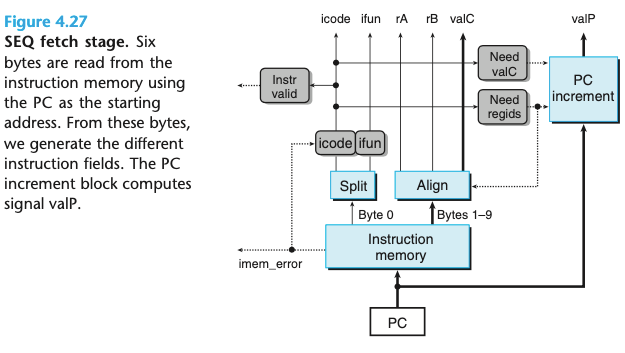 Figure 4.27
SEQ fetch stage. Six
bytes are read from the
instruction memory using
the PC as the starting
address. From these bytes,
we generate the different
instruction fields. The PC
increment block computes
signal valP.
icode ifun rA rB valC valP
Need
valC
Instr
valid
PC
increment
Need
regids
icode ifun
Split
Align
Byte 0
Bytes 1–9
Instruction
memory
imem_error
PC